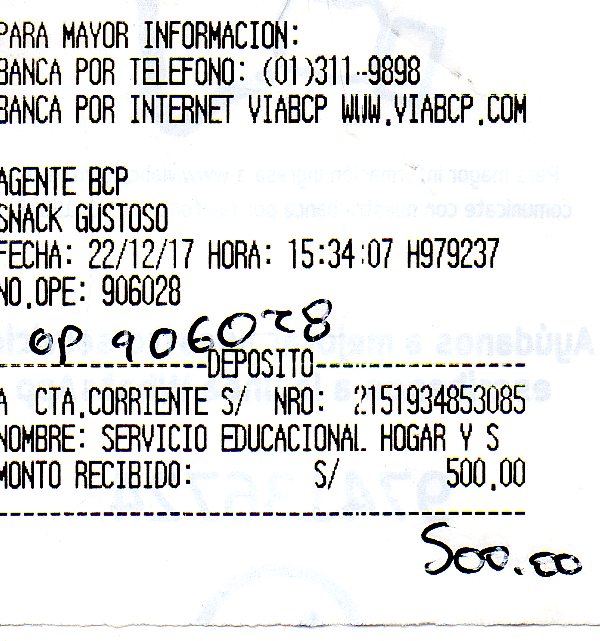 PARA MAYOR INFORMACION:
BANCA POR TELEFONO: (01)311-9898
BANCA POR INTERNET VIABCP WWW.VIABCP.COM
AGENTE BCP
SNACK GUSTOSO
FECHA: 22/12/17 HORA: 15:34:07 H979237
NO.OPE: 906028
OP 906028
--------------------DEPOSITO--------------------
A CTA.CORRIENTE S/ NRO: 2151934853085
NOMBRE: SERVICIO EDUCACIONAL HOGAR Y S
MONTO RECIBIDO: S/ 500.00
------------------------------------------------
500.00